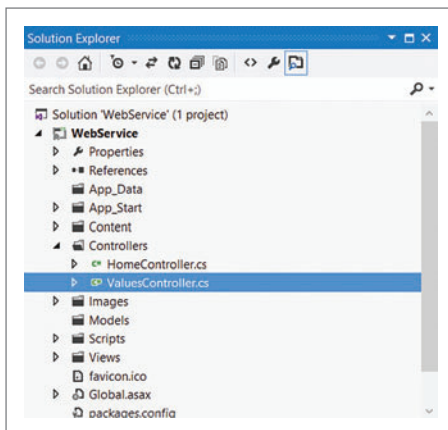 Solution Explorer
Search Solution Explorer (Ctrl+;)
Solution 'WebService' (1 project)
WebService
Properties
References
App_Data
App_Start
Content
Controllers
C# HomeController.cs
ValuesController.cs
Images
Models
Scripts
Views
favicon.ico
Global.asax
packages.config